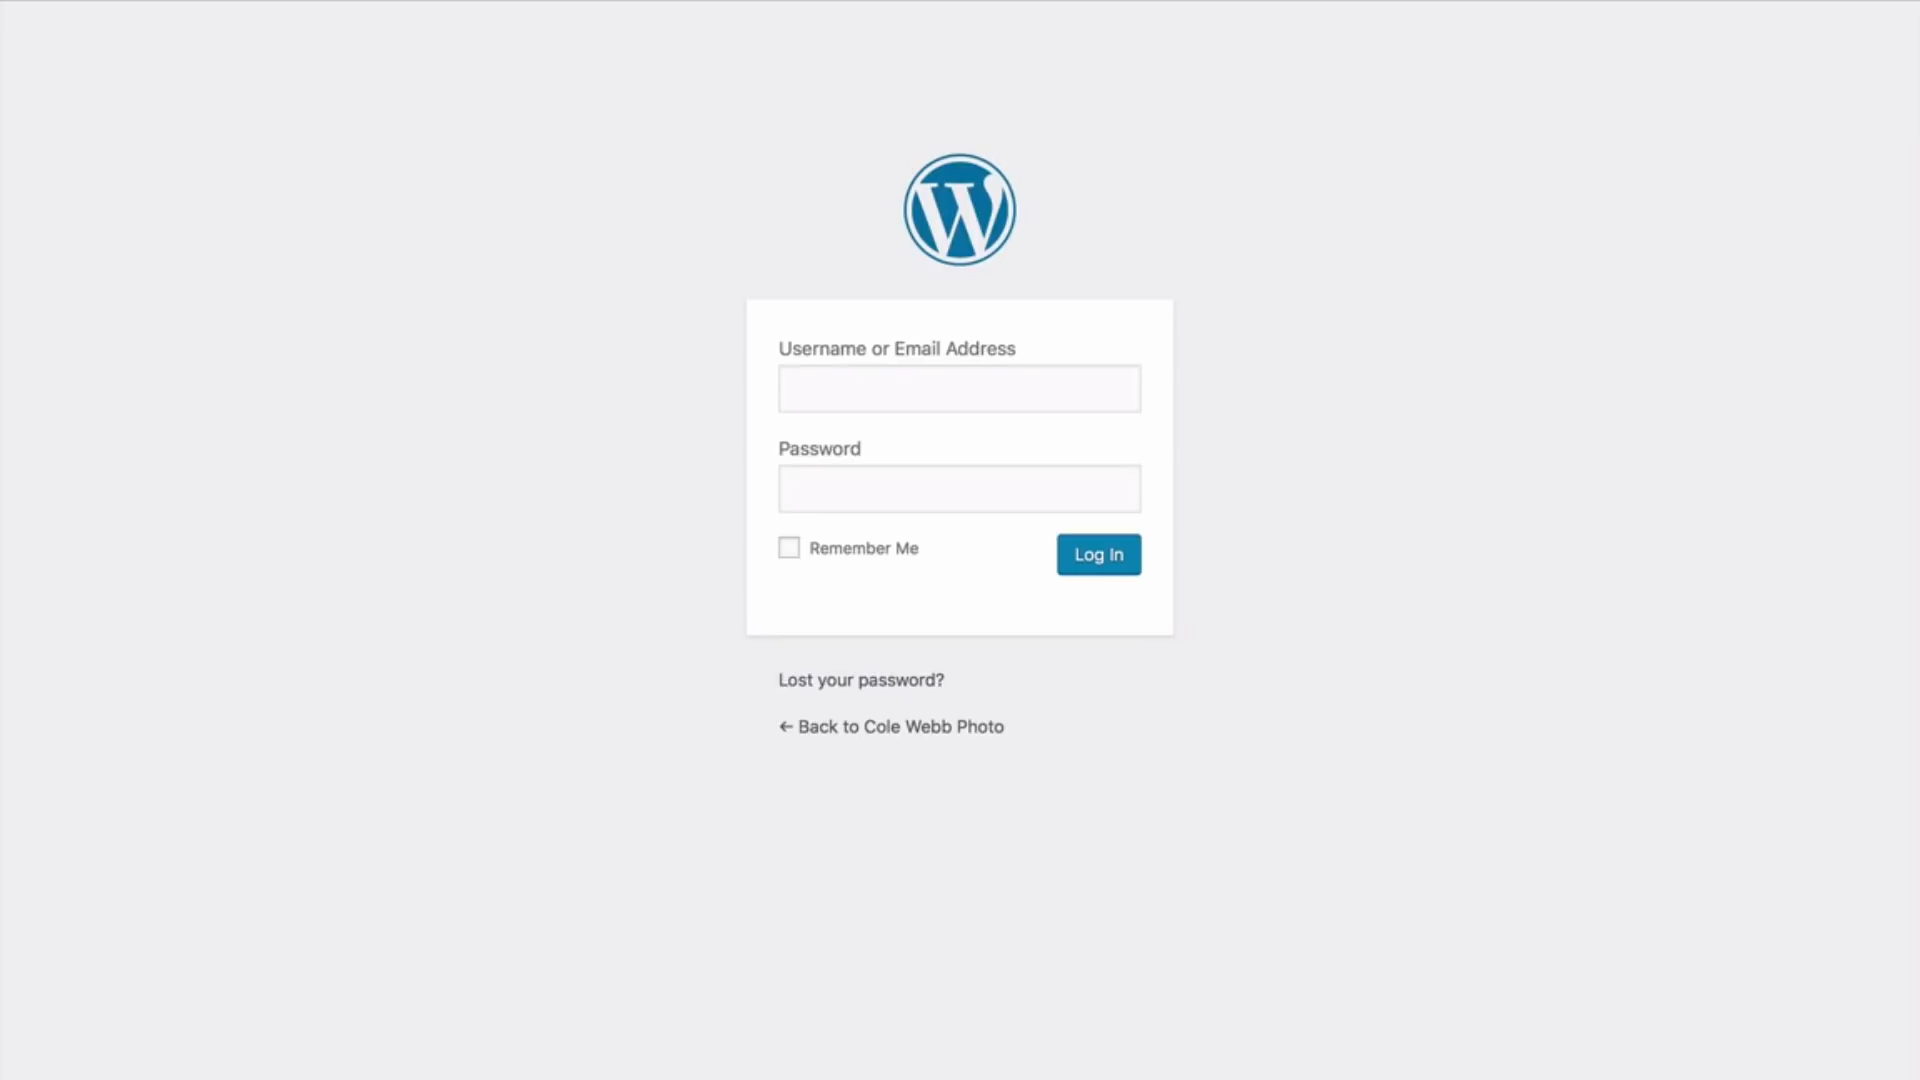 Username or Email Address
Password
Remember Me
Log In
Lost your password?
← Back to Cole Webb Photo